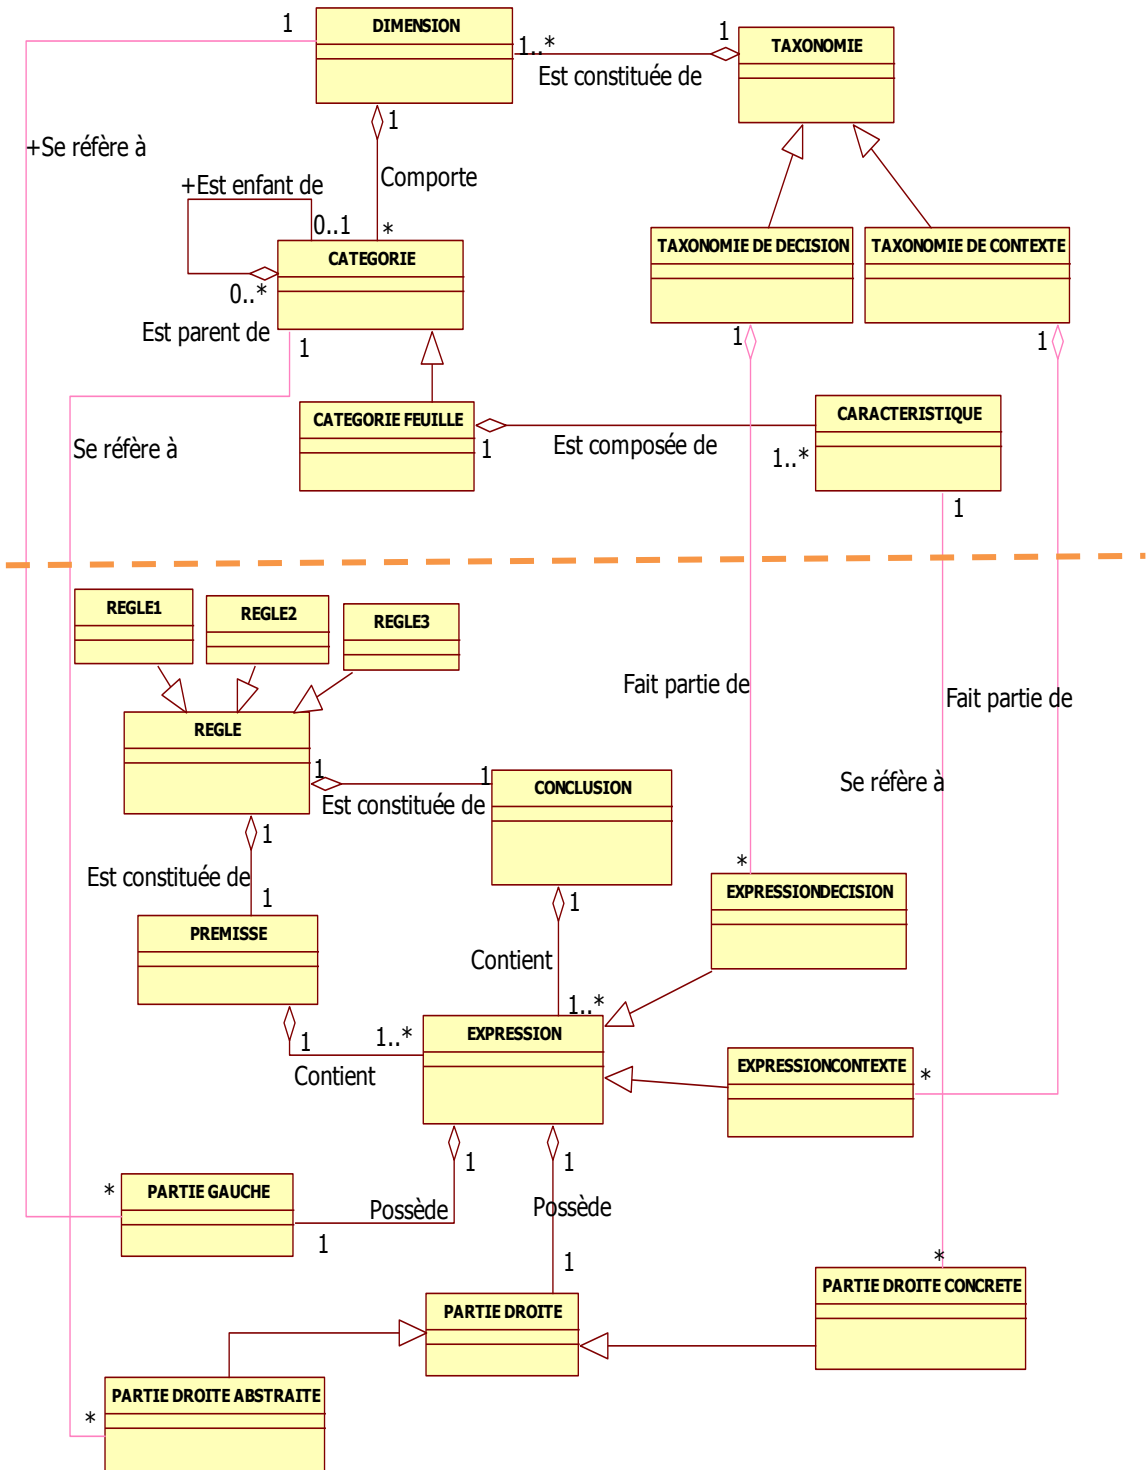 1
DIMENSION
1..*
1
TAXONOMIE
Est constituée de
1
+Se réfère à
Comporte
+Est enfant de
0..1
*
CATEGORIE
0..*
Est parent de
1
TAXONOMIE DE DECISION
TAXONOMIE DE CONTEXTE
1
1
CATEGORIE FEUILLE
1
Est composée de
CARACTERISTIQUE
1..*
Se réfère à
1
REGLE1
REGLE2
REGLE3
Fait partie de
Fait partie de
REGLE
1
1
Est constituée de
CONCLUSION
Se réfère à
1
Est constituée de
1
*
EXPRESSIONDECISION
1
PREMISSE
Contient
1..*
1
1..*
Contient
EXPRESSION
EXPRESSIONCONTEXTE
*
1
1
*
PARTIE GAUCHE
Possède
Possède
1
1
*
PARTIE DROITE CONCRETE
PARTIE DROITE
PARTIE DROITE ABSTRAITE
*